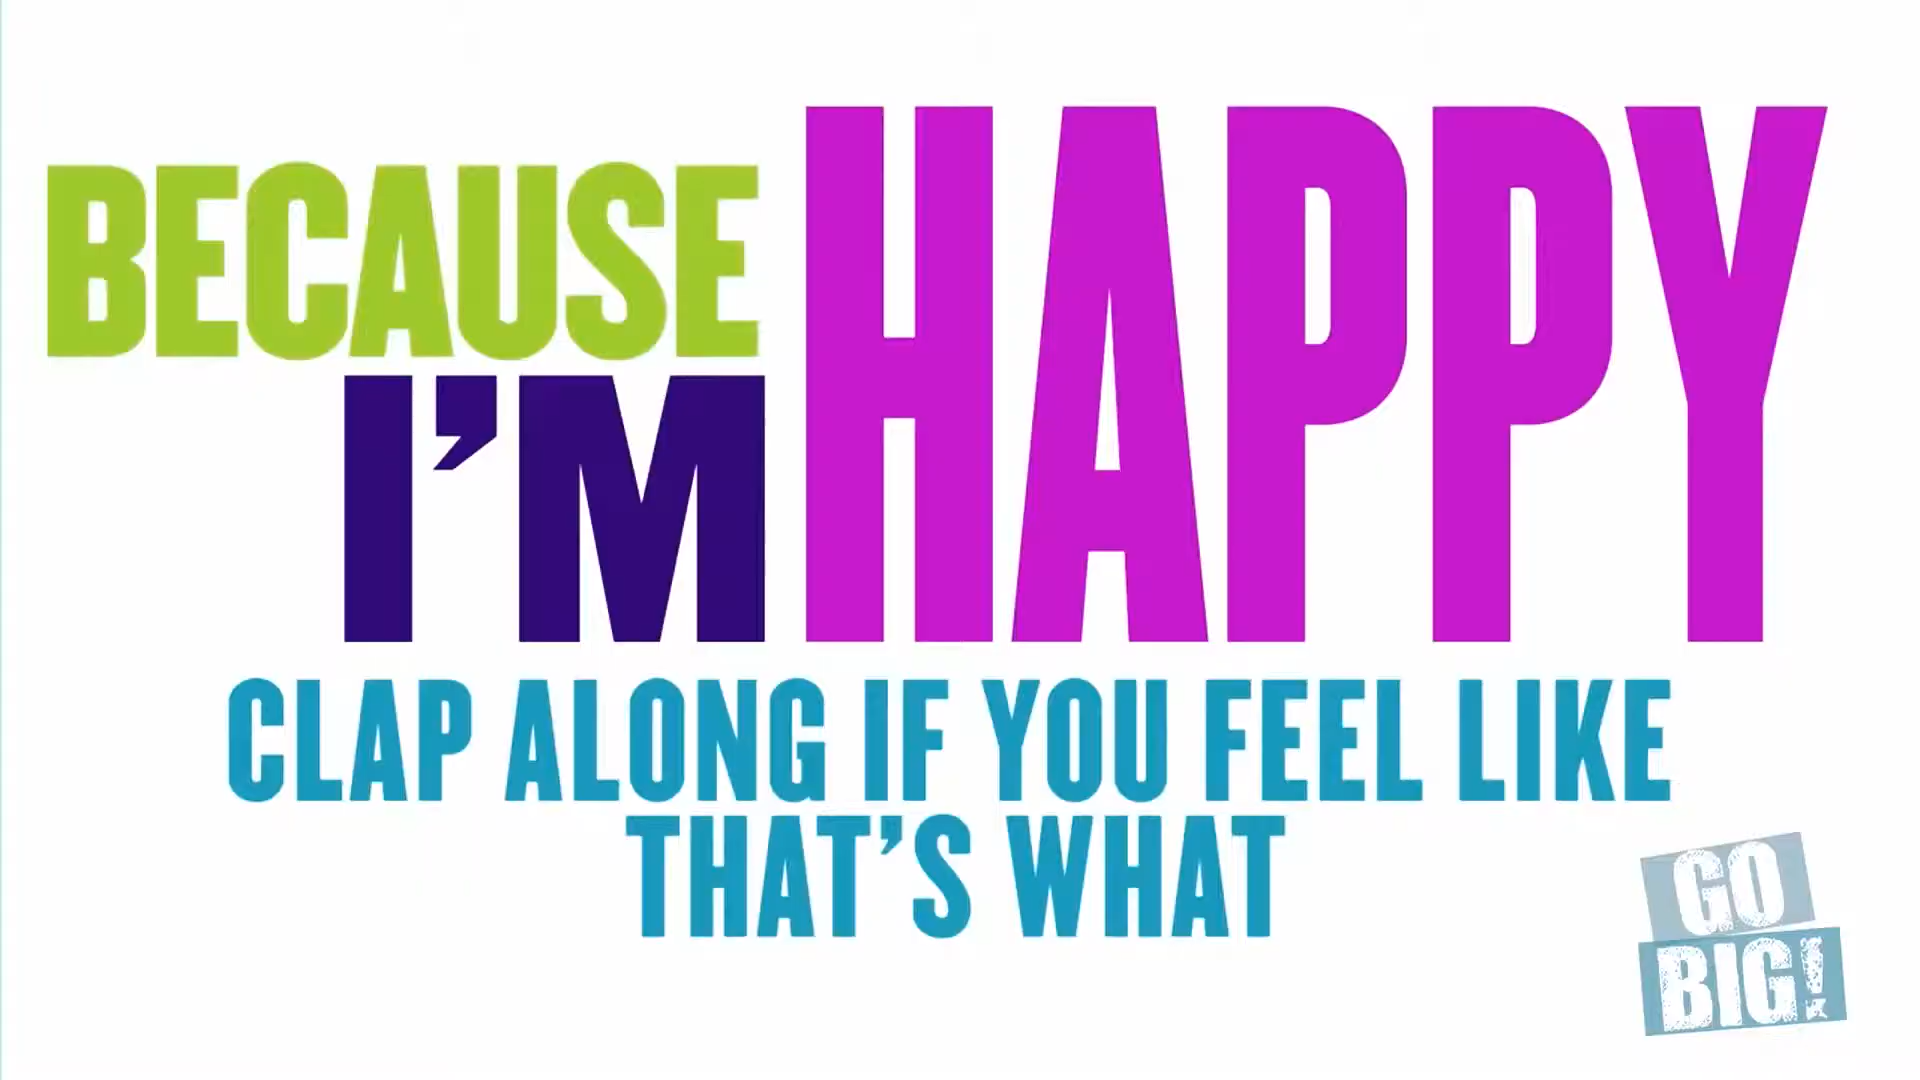 BECAUSE
I'M
HAPPY
CLAP ALONG IF YOU FEEL LIKE
THAT'S WHAT
GO
BIG!